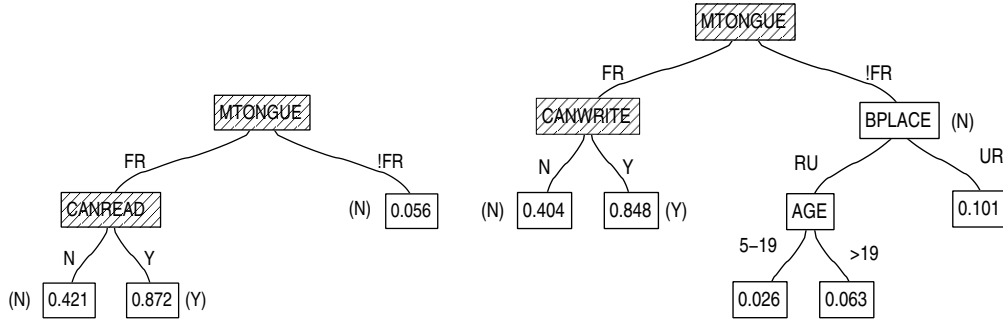 MTONGUE
FR !FR
CANREAD (N) 0.056
N Y
(N) 0.421 0.872 (Y)
MTONGUE
FR !FR
CANWRITE BPLACE (N)
N Y RU UR
(N) 0.404 0.848 (Y) AGE 0.101
5–19 >19
0.026 0.063